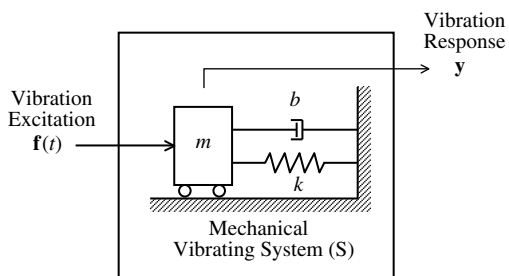 Vibration
Response
y
Vibration
Excitation
f(t)
b
m
k
Mechanical
Vibrating System (S)